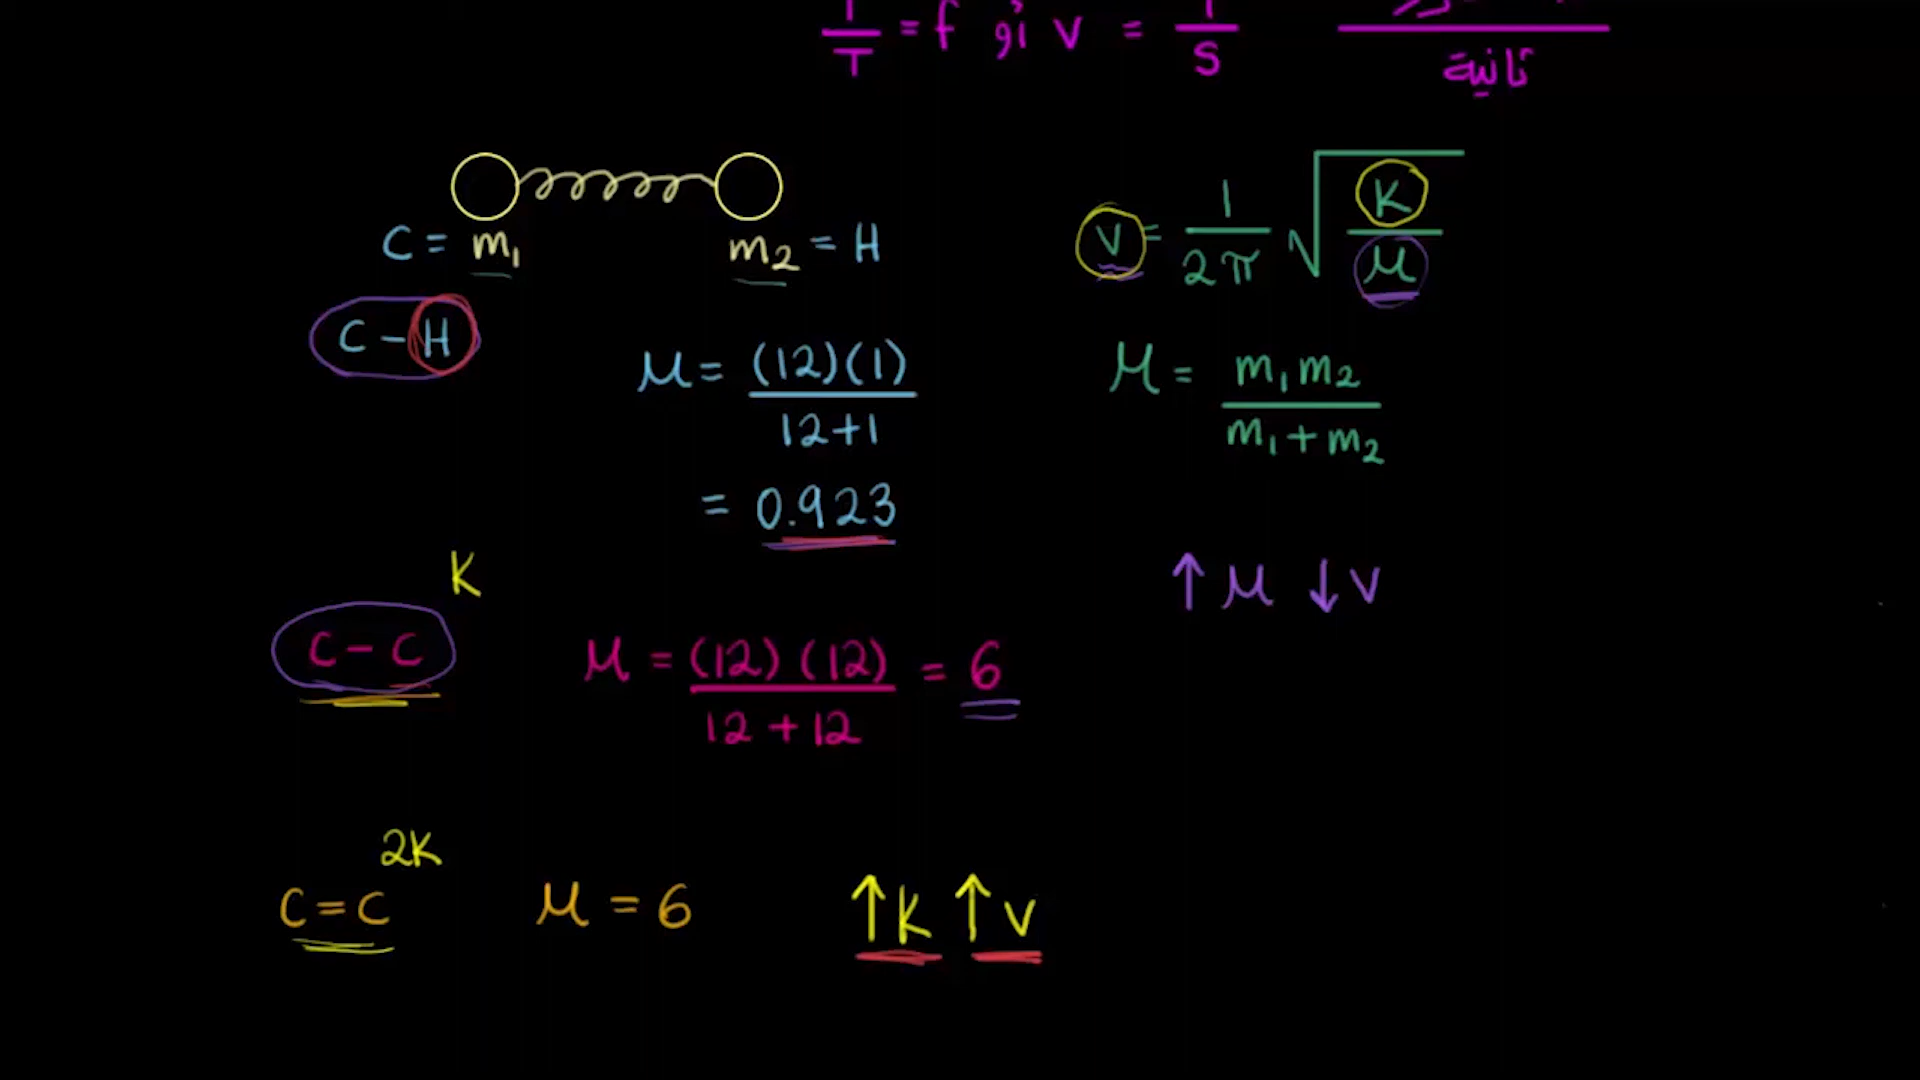 1/T = f أو v = 1/S ثانية
v = 1/2π √(K/μ)
C = m₁ m₂ = H
C - H
μ = (12)(1)/12+1 μ = m₁m₂/m₁+m₂
= 0.923
K
↑ μ ↓ v
C - C μ = (12)(12)/12 + 12 = 6
2K
C = C μ = 6 ↑K ↑v